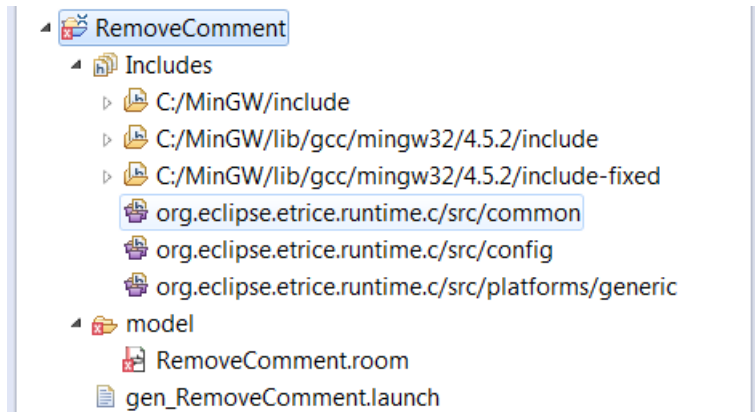 RemoveComment
Includes
C:/MinGW/include
C:/MinGW/lib/gcc/mingw32/4.5.2/include
C:/MinGW/lib/gcc/mingw32/4.5.2/include-fixed
org.eclipse.etrice.runtime.c/src/common
org.eclipse.etrice.runtime.c/src/config
org.eclipse.etrice.runtime.c/src/platforms/generic
model
RemoveComment.room
gen_RemoveComment.launch